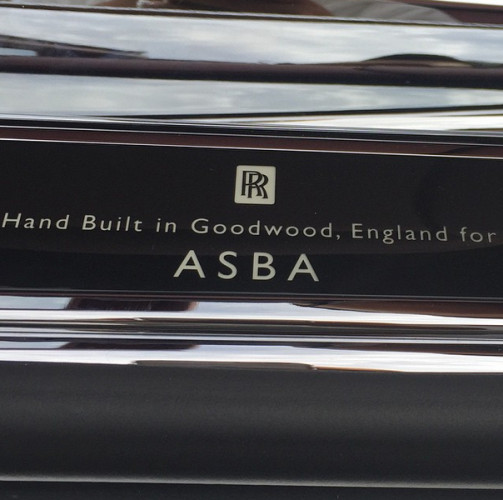 RR
Hand Built in Goodwood, England for
ASBA